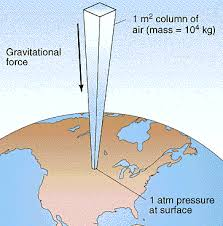 1 m² column of
air (mass = 10⁴ kg)
Gravitational
force
1 atm pressure
at surface